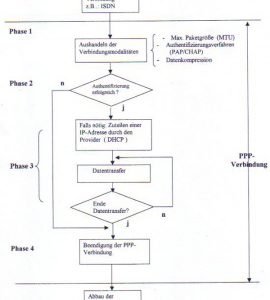 z.B.: ISDN
Phase 1
Aushandeln der
Verbindungsmodalitäten
- Max. Paketgröße (MTU)
- Authentifizierungsverfahren
(PAP/CHAP)
- Datenkompression
Phase 2
n
Authentifizierung
erfolgreich ?
j
Falls nötig: Zuteilen einer
IP-Adresse durch den
Provider ( DHCP )
Phase 3
Datentransfer
PPP-
Verbindung
Ende
Datentransfer?
n
j
Phase 4
Beendigung der PPP-
Verbindung
Abbau der